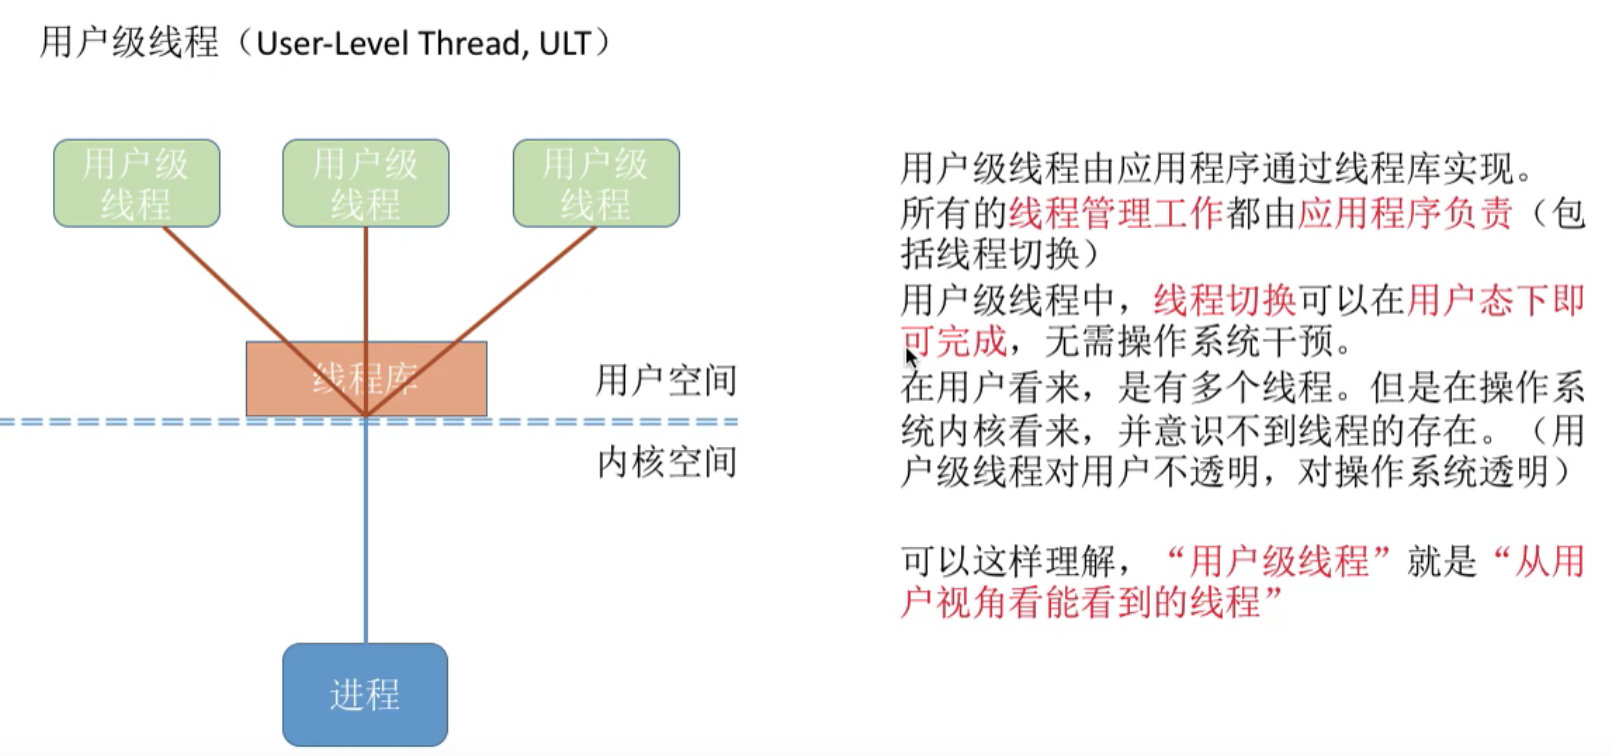 用户级线程（User-Level Thread, ULT）
用户级
线程
用户级
线程
用户级
线程
线程库
用户空间
内核空间
进程
用户级线程由应用程序通过线程库实现。
所有的线程管理工作都由应用程序负责（包
括线程切换）
用户级线程中，线程切换可以在用户态下即
可完成，无需操作系统干预。
在用户看来，是有多个线程。但是在操作系
统内核看来，并意识不到线程的存在。（用
户级线程对用户不透明，对操作系统透明）
可以这样理解，“用户级线程”就是“从用
户视角看能看到的线程”